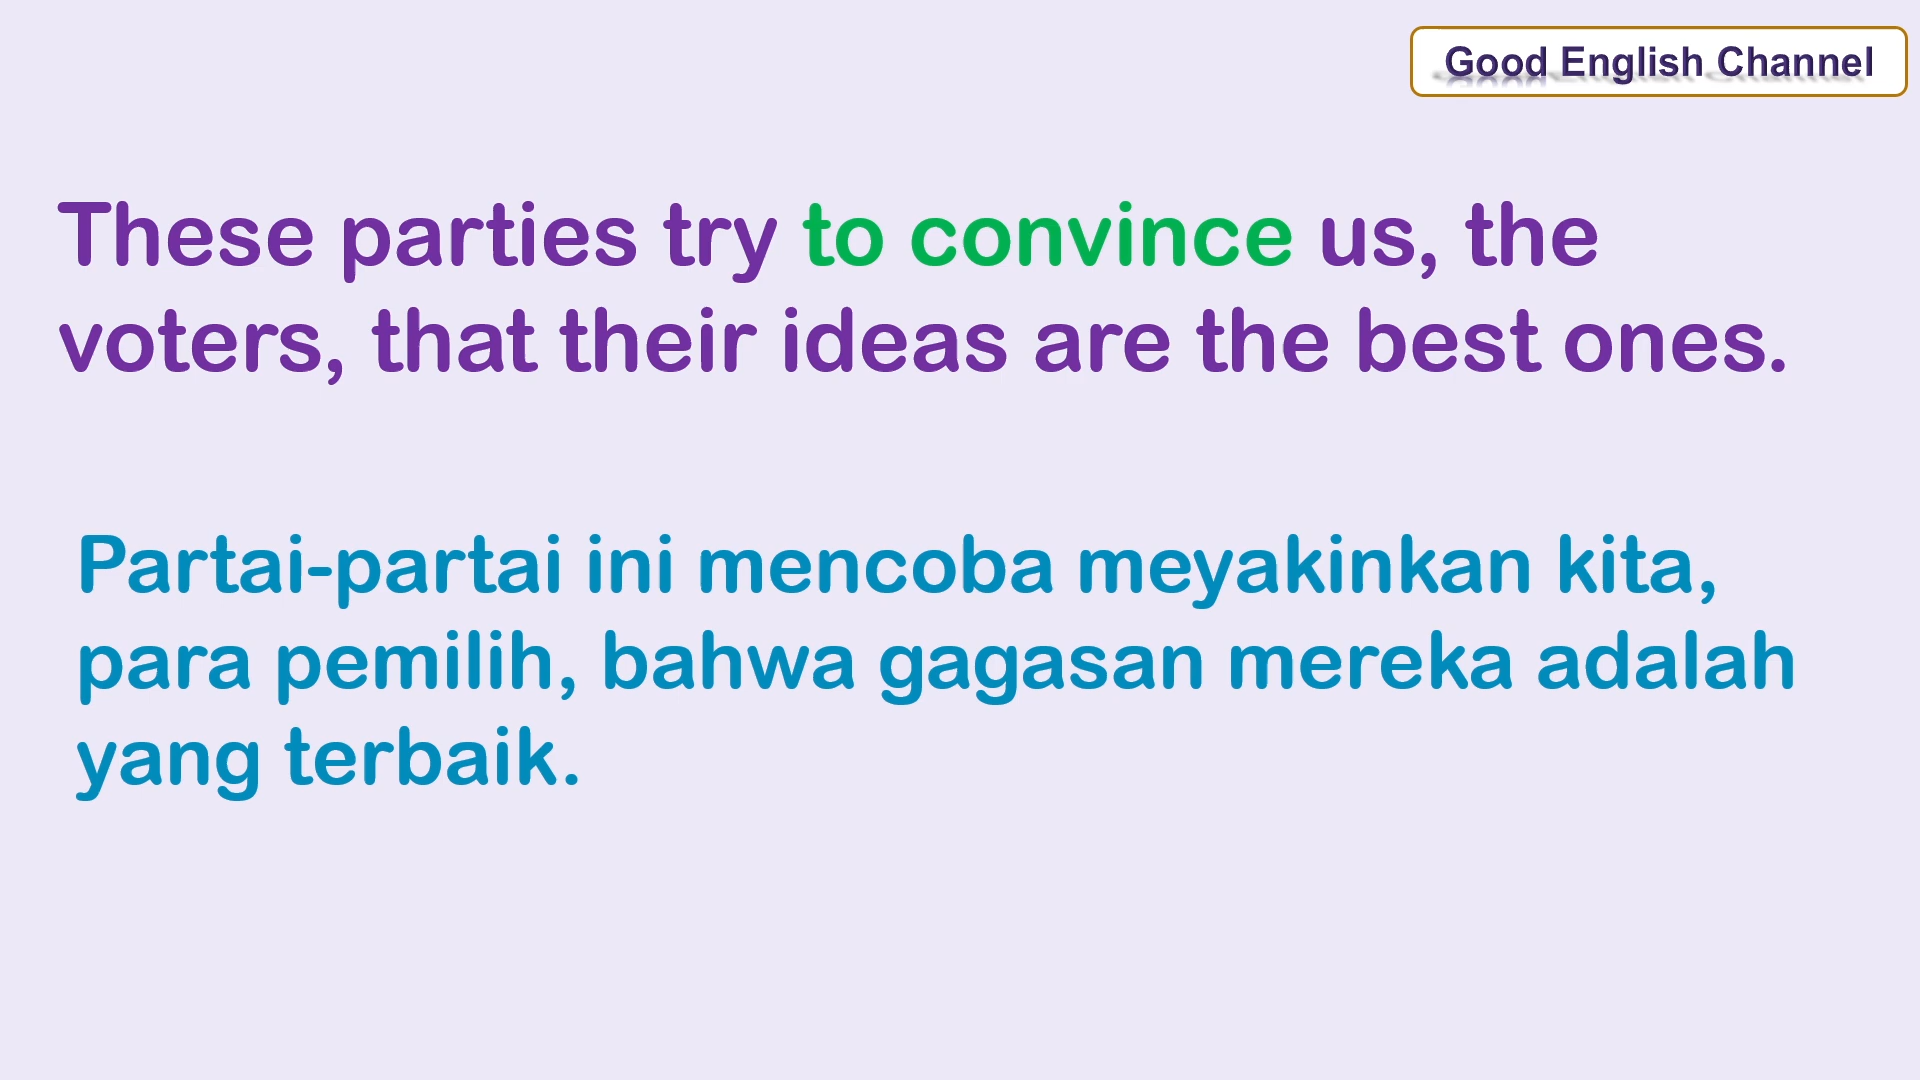 Good English Channel
These parties try to convince us, the
voters, that their ideas are the best ones.
Partai-partai ini mencoba meyakinkan kita,
para pemilih, bahwa gagasan mereka adalah
yang terbaik.